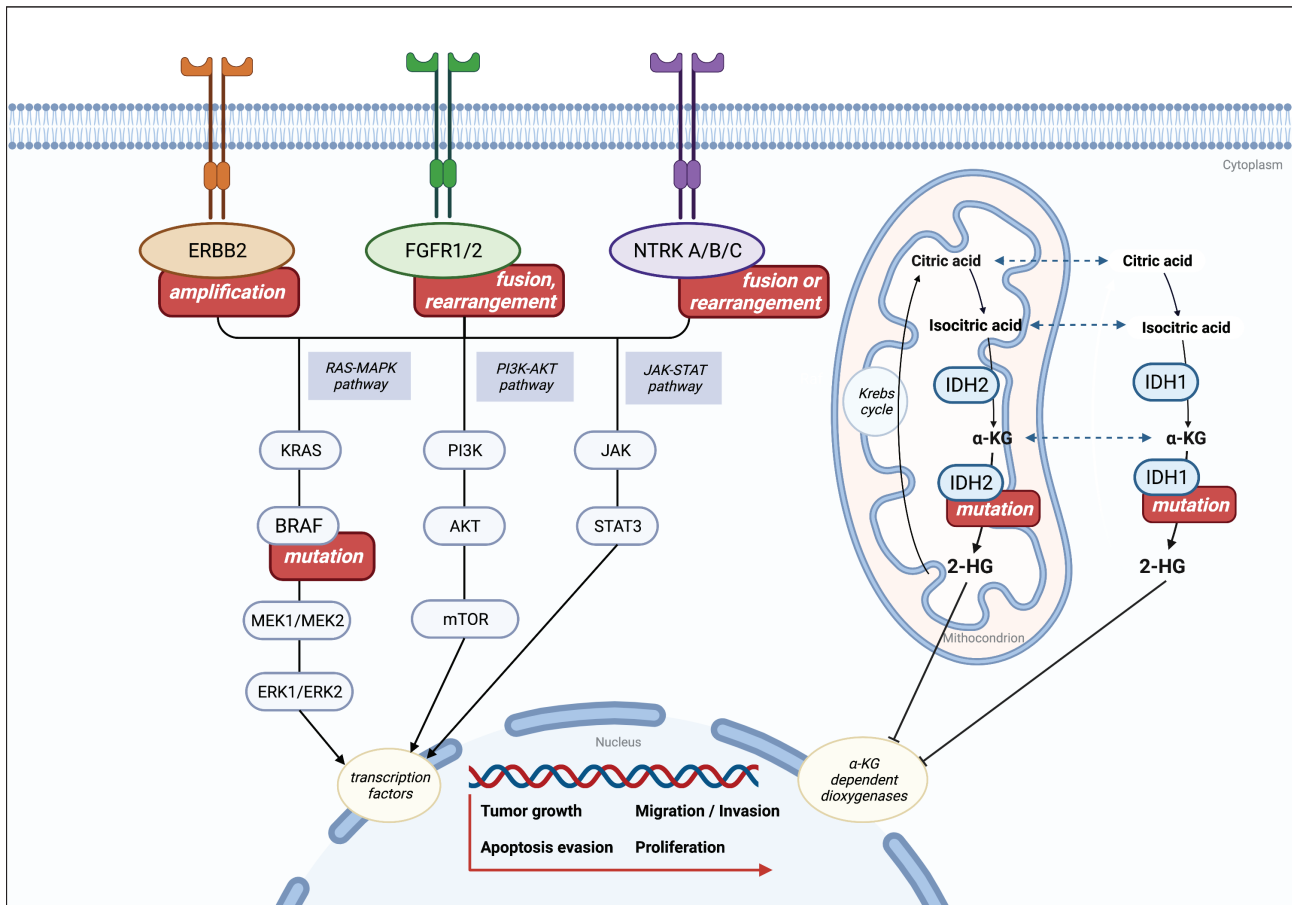 Cytoplasm
ERBB2
amplification
FGFR1/2
fusion,
rearrangement
NTRK A/B/C
fusion or
rearrangement
RAS-MAPK
pathway
PI3K-AKT
pathway
JAK-STAT
pathway
KRAS
PI3K
JAK
BRAF
mutation
AKT
STAT3
MEK1/MEK2
mTOR
ERK1/ERK2
transcription
factors
Citric acid
Citric acid
Isocitric acid
Isocitric acid
IDH2
IDH1
Krebs
cycle
α-KG
α-KG
IDH2
mutation
IDH1
mutation
2-HG
2-HG
Mithocondrion
Nucleus
α-KG
dependent
dioxygenases
Tumor growth
Migration / Invasion
Apoptosis evasion
Proliferation